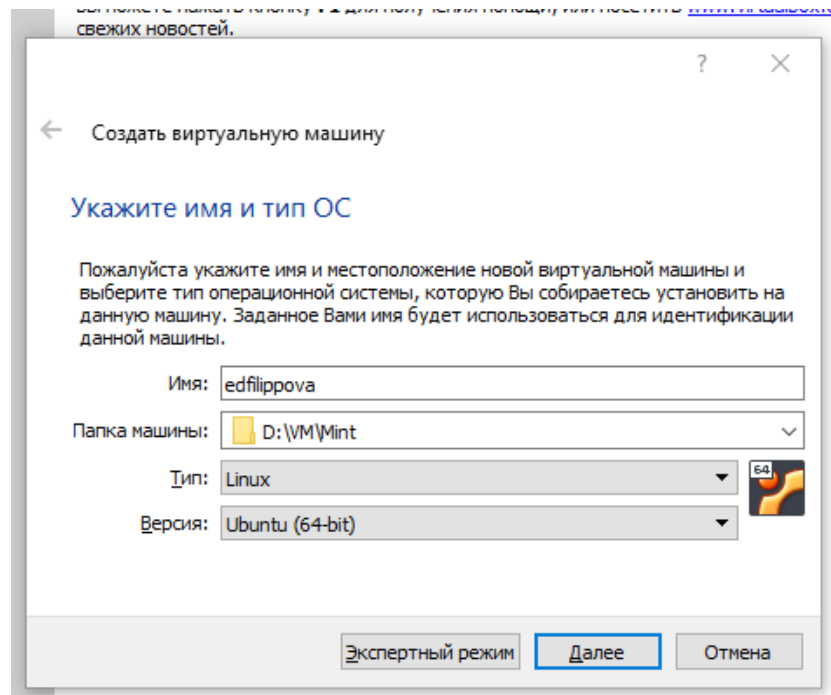 свежих новостей.
?
Создать виртуальную машину
Укажите имя и тип ОС
Пожалуйста укажите имя и местоположение новой виртуальной машины и
выберите тип операционной системы, которую Вы собираетесь установить на
данную машину. Заданное Вами имя будет использоваться для идентификации
данной машины.
Имя: edfilippova
Папка машины: D:\VM\Mint
Тип: Linux
64
Версия: Ubuntu (64-bit)
Экспертный режим Далее Отмена